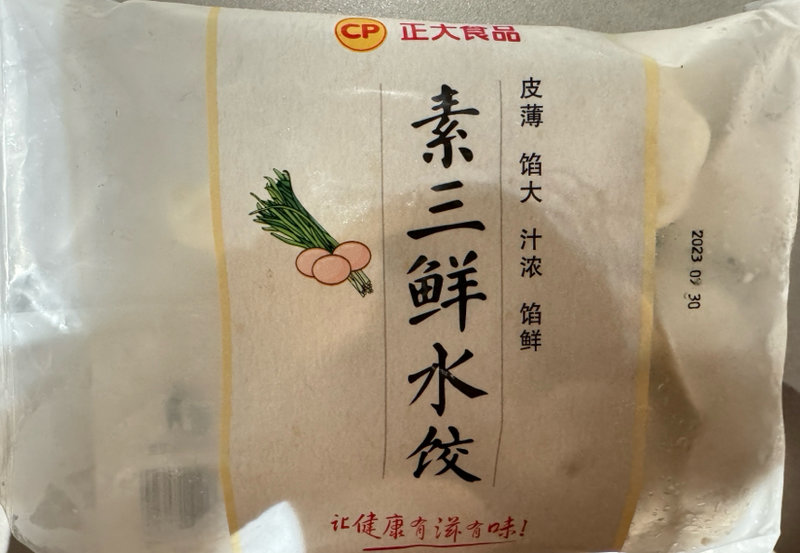 CP 正大食品
素三鲜水饺
皮薄 馅大 汁浓 馅鲜
2023 09 30
让健康有滋有味!